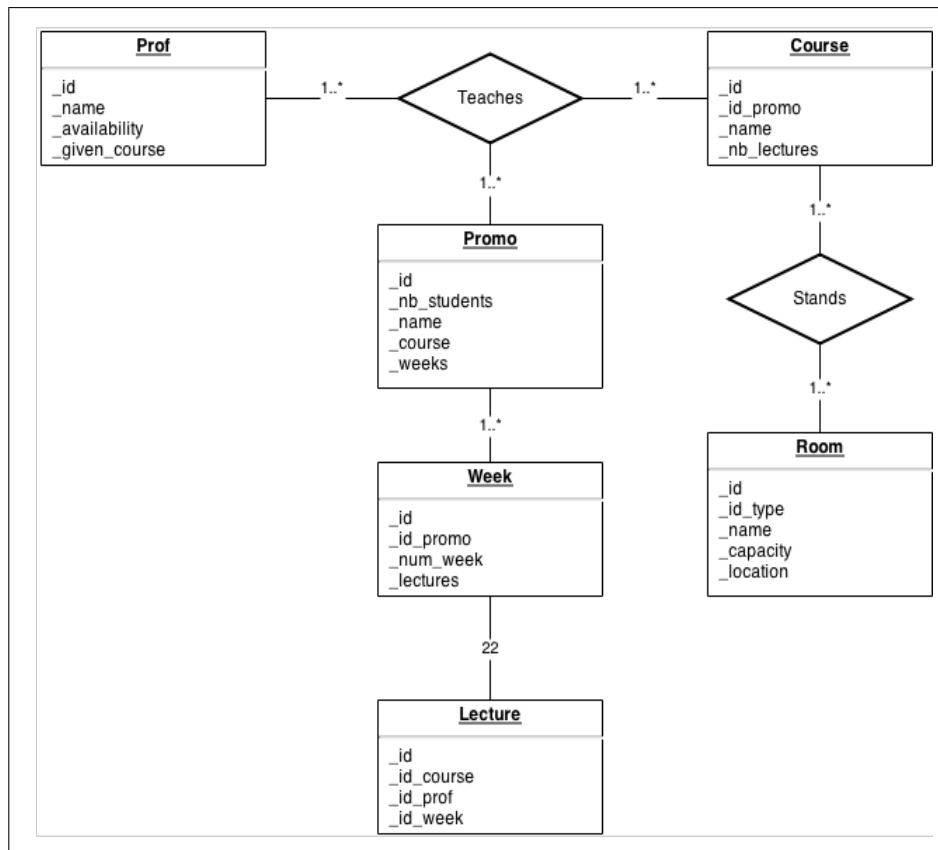 Prof
_id
_name
_availability
_given_course
1..*
Teaches
1..*
Course
_id
_id_promo
_name
_nb_lectures
1..*
Promo
_id
_nb_students
_name
_course
_weeks
1..*
Stands
1..*
Room
_id
_id_type
_name
_capacity
_location
1..*
Week
_id
_id_promo
_num_week
_lectures
22
Lecture
_id
_id_course
_id_prof
_id_week